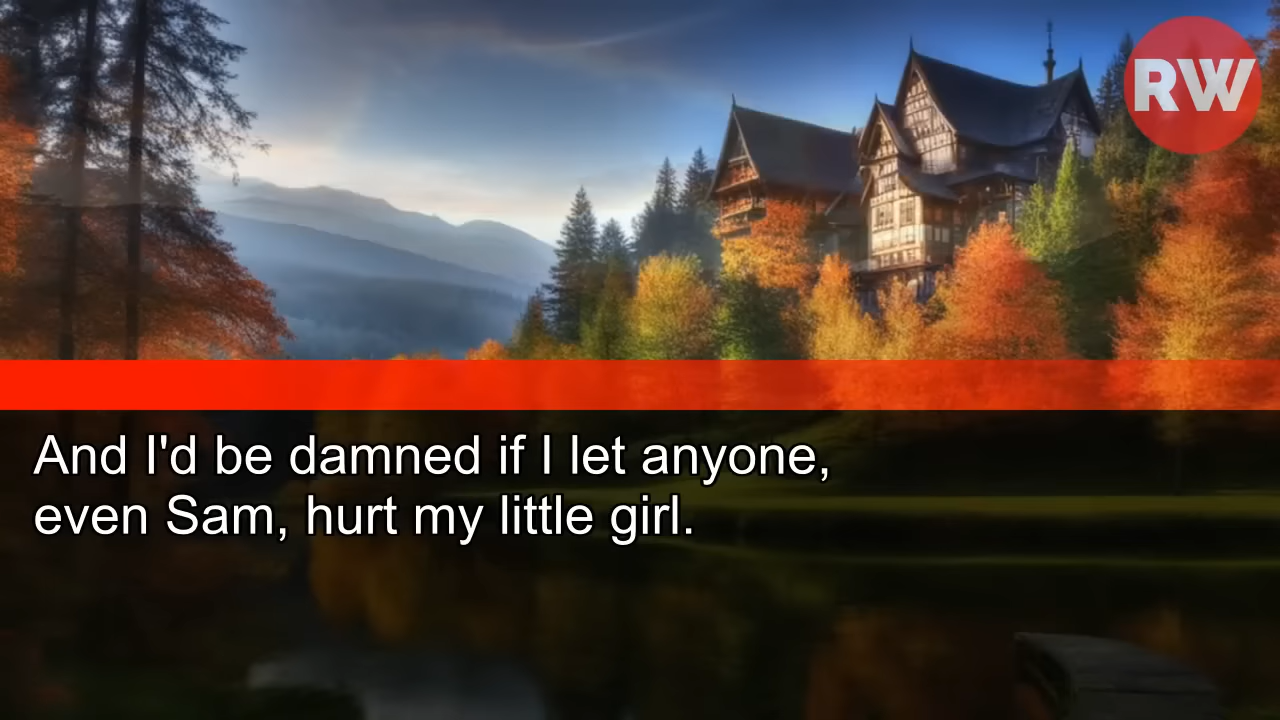 RW
And I'd be damned if I let anyone,
even Sam, hurt my little girl.